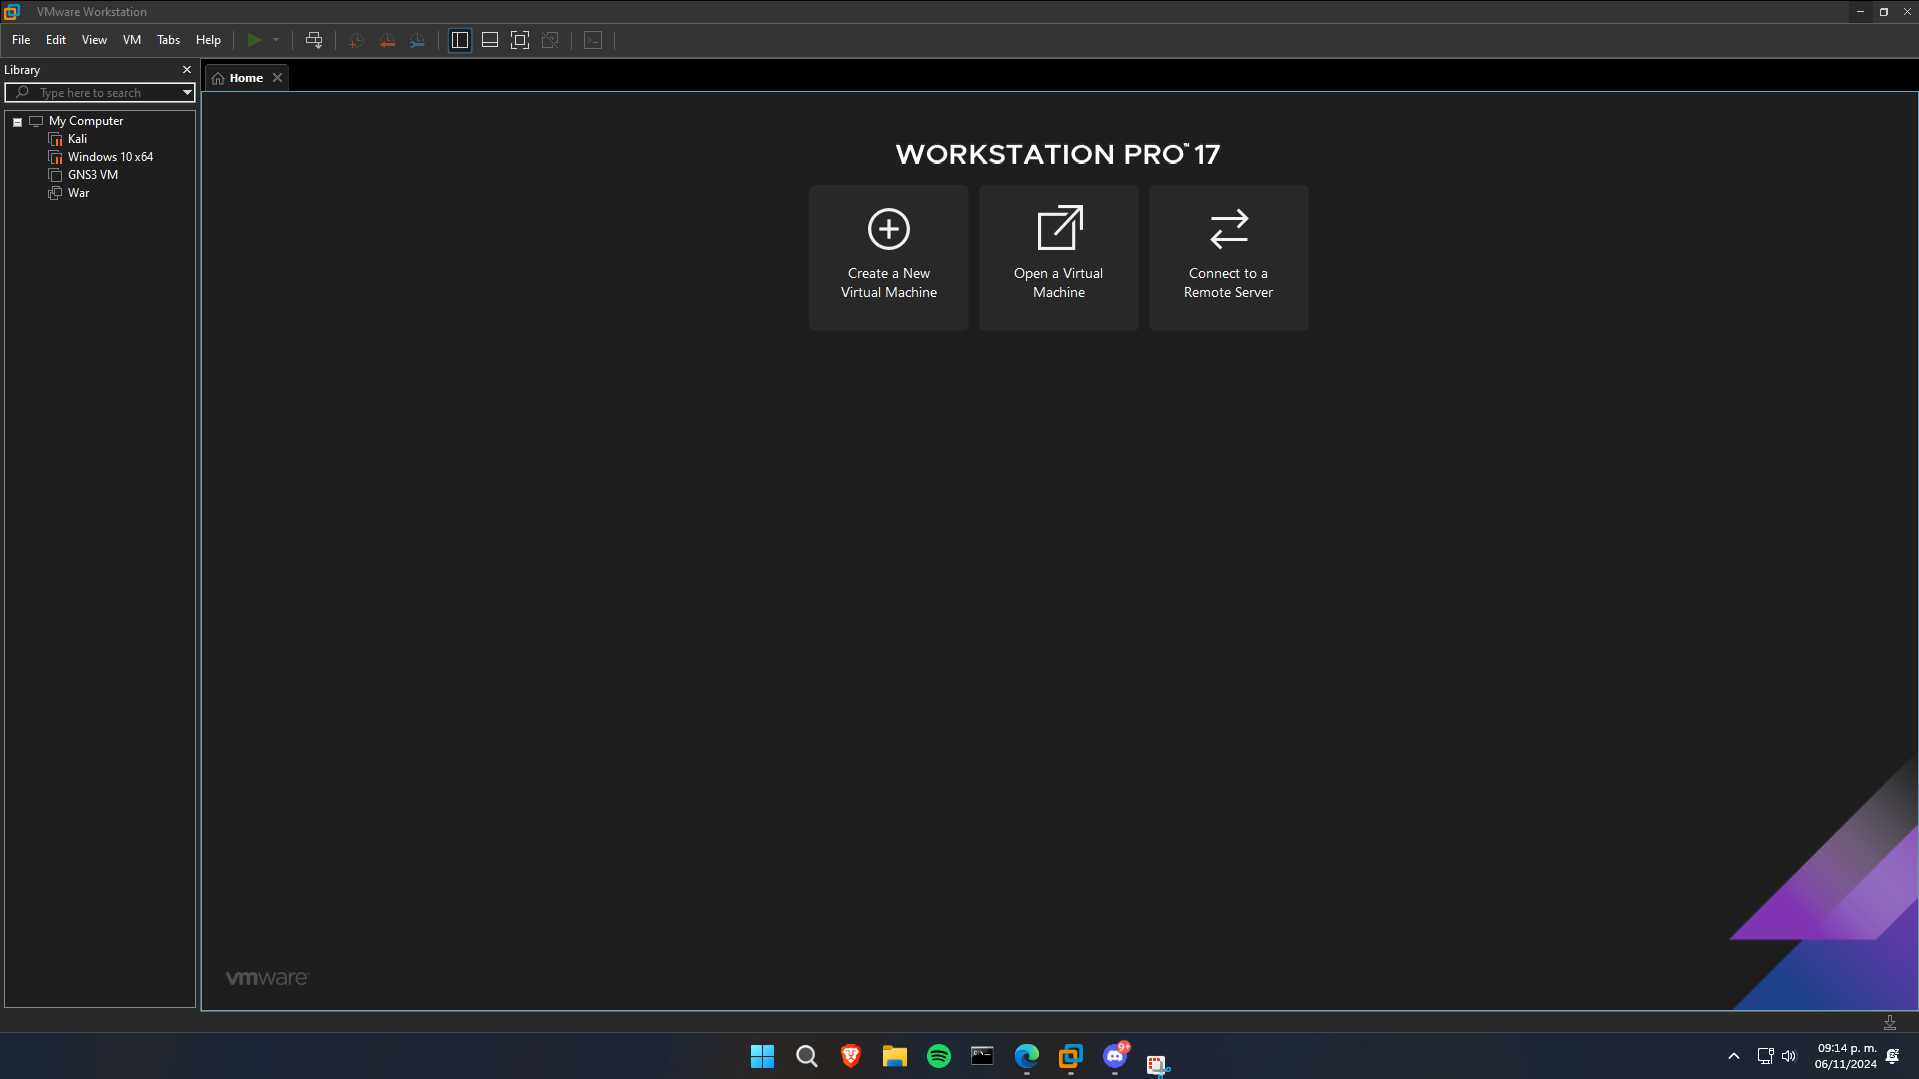 VMware Workstation
File Edit View VM Tabs Help
Library
Type here to search
My Computer
Kali
Windows 10 x64
GNS3 VM
War
Home
WORKSTATION PRO™ 17
Create a New
Virtual Machine
Open a Virtual
Machine
Connect to a
Remote Server
vmware
9+
09:14 p. m.
06/11/2024